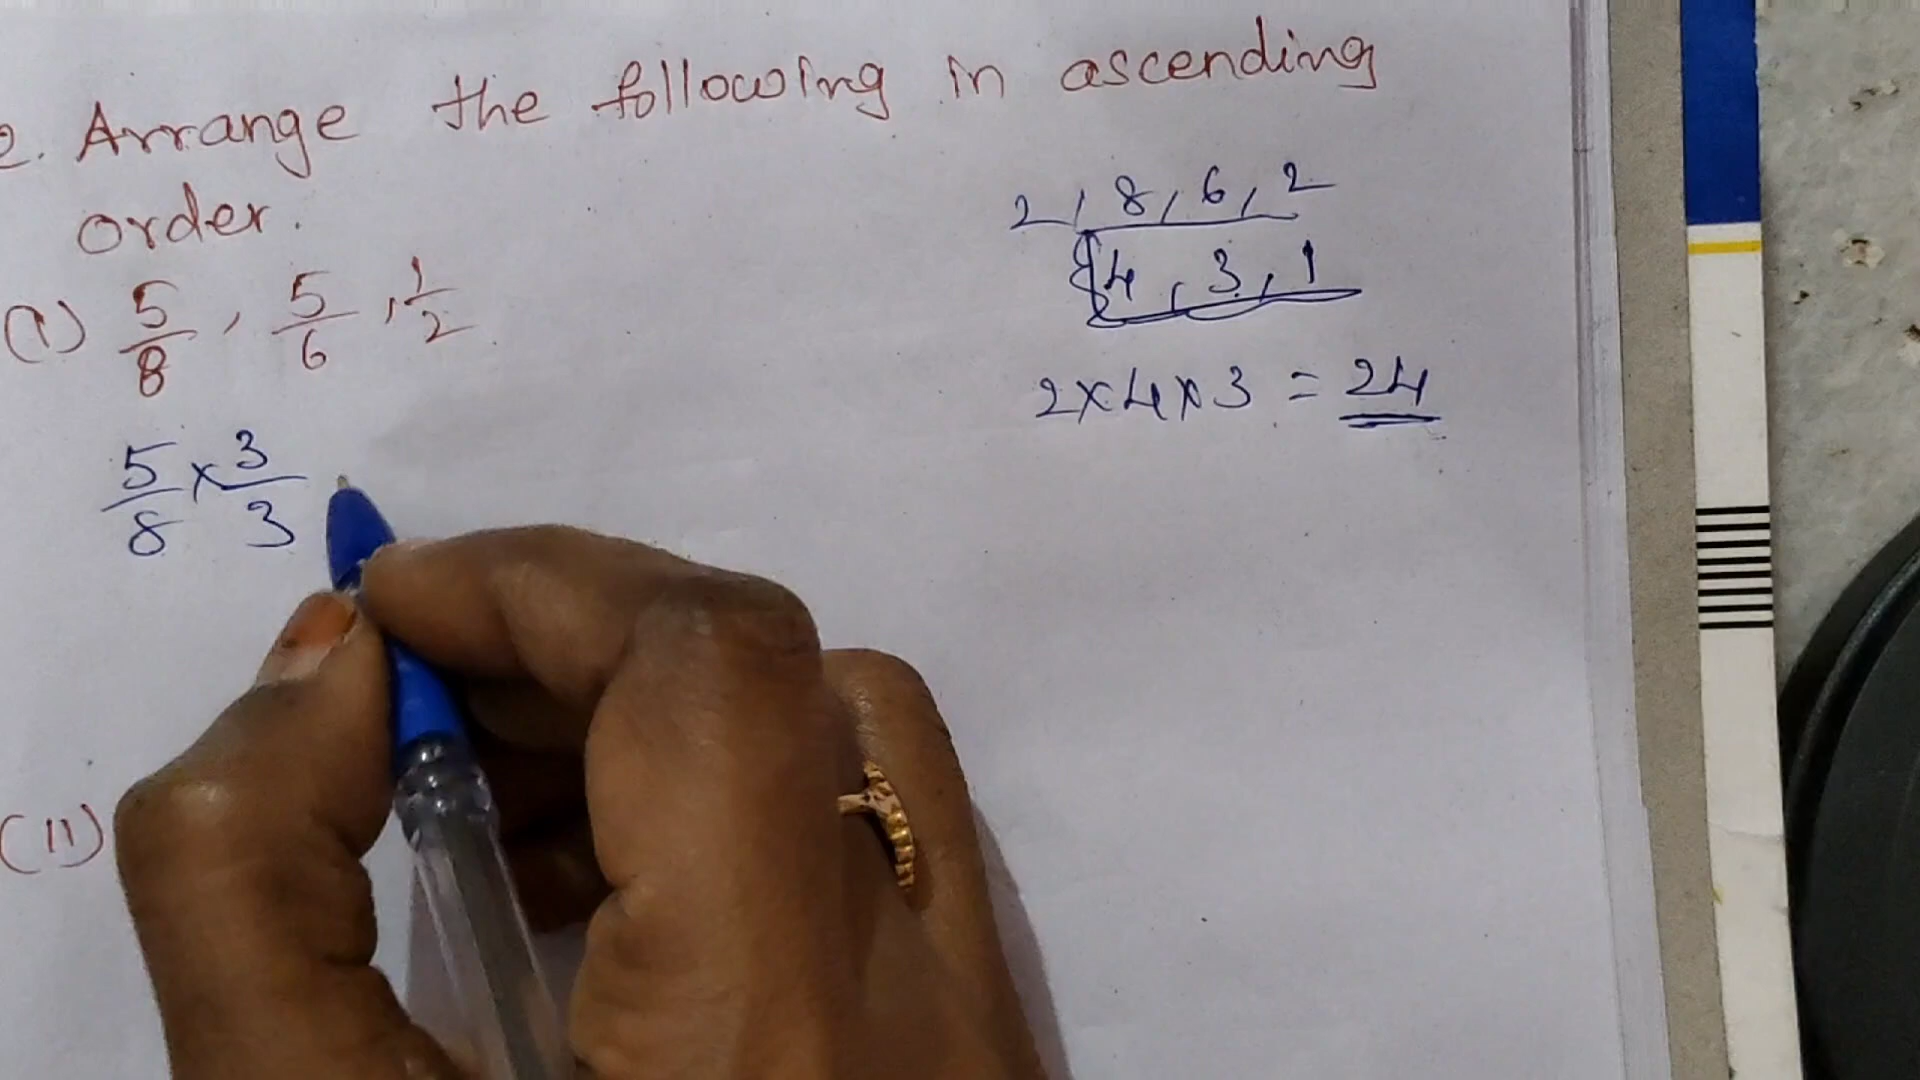 2. Arrange the following in ascending
order.
(i) 5/8, 5/6, 1/2
2, 8, 6, 2
4, 3, 1
2×4×3 = 24
5/8 × 3/3
(ii)